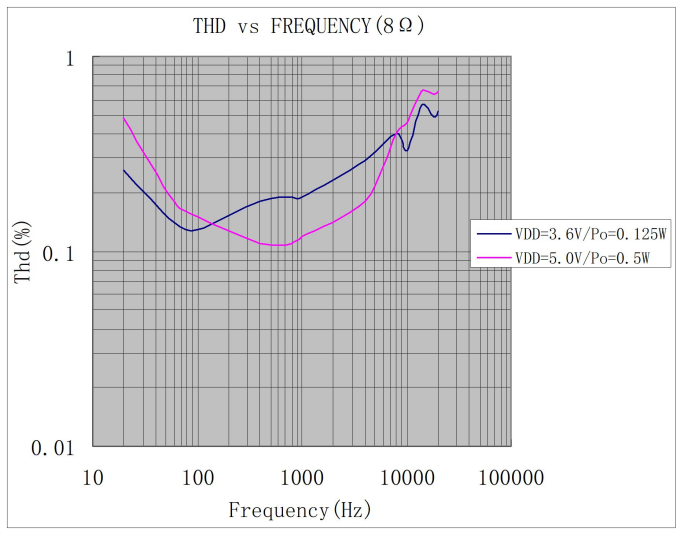 THD vs FREQUENCY(8Ω)
1
0.1
0.01
Thd(%)
10 100 1000 10000 100000
Frequency(Hz)
VDD=3.6V/Po=0.125W
VDD=5.0V/Po=0.5W